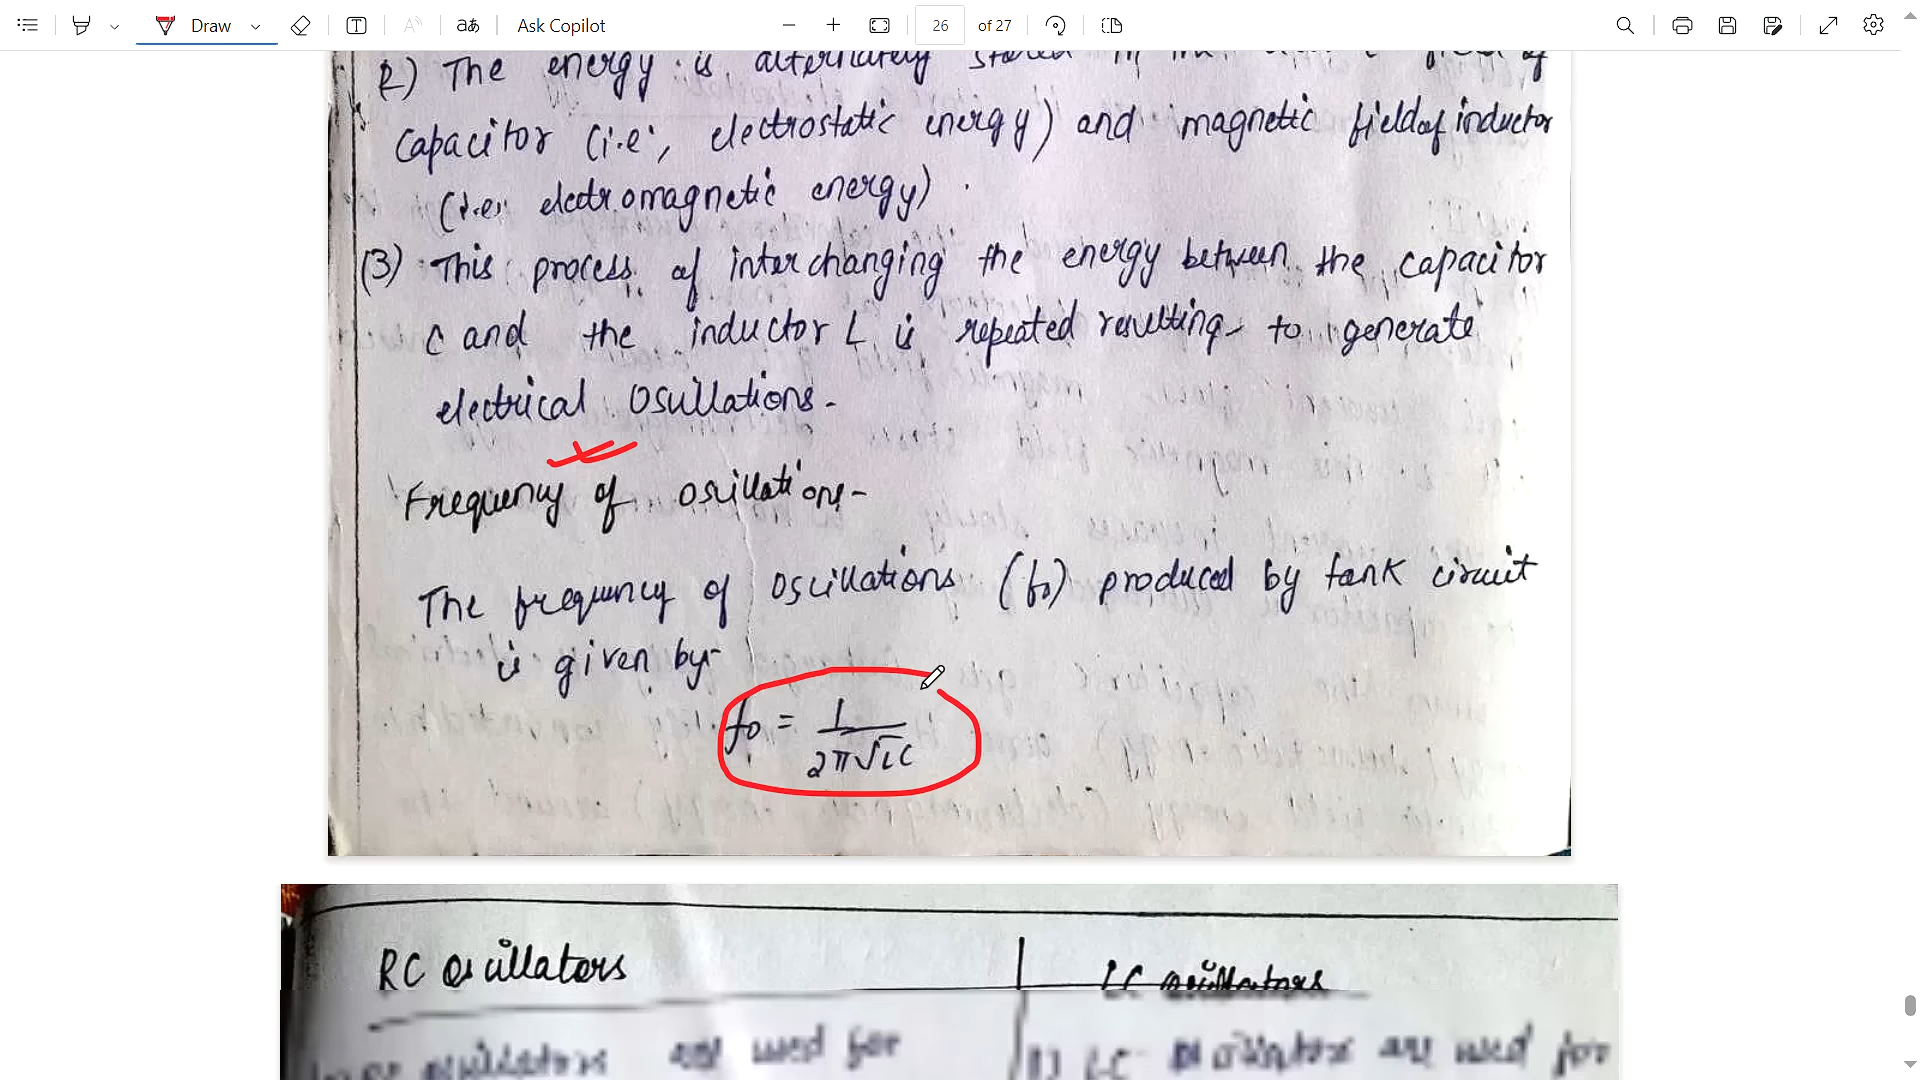 Draw
Ask Copilot
26 of 27
2) The energy is alternately stored in
Capacitor (i.e; electrostatic energy) and magnetic field of inductor
(i.e. electromagnetic energy)
(3) This process of interchanging the energy between the capacitor
C and the inductor L is repeated resulting to generate
electrical Oscillations.
Frequency of oscillations-
The frequency of oscillations (fo) produced by tank circuit
is given by-
fo = 1/2π√LC
RC Oscillators
LC oscillators
oscillators are used for
(1) LC oscillators are used for